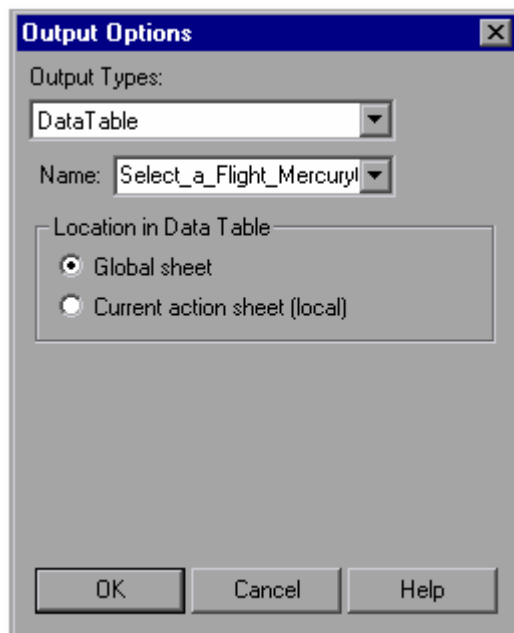 Output Options
Output Types:
DataTable
Name: Select_a_Flight_Mercury
Location in Data Table
Global sheet
Current action sheet (local)
OK Cancel Help